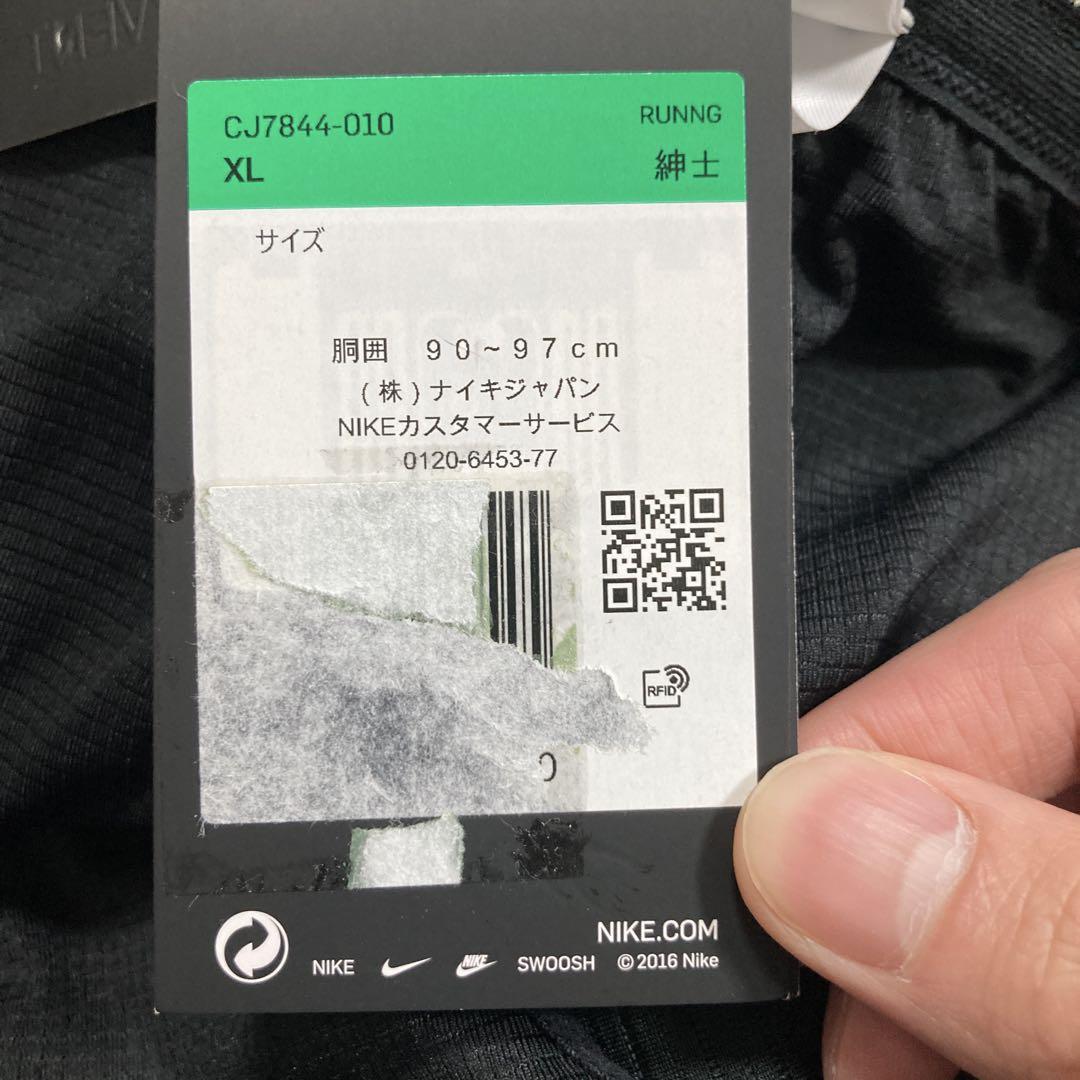 CJ7844-010
RUNNG
XL
紳士
サイズ
胴囲 90~97cm
(株)ナイキジャパン
NIKEカスタマーサービス
0120-6453-77
RFID
0
NIKE.COM
NIKE NIKE SWOOSH ©2016 Nike